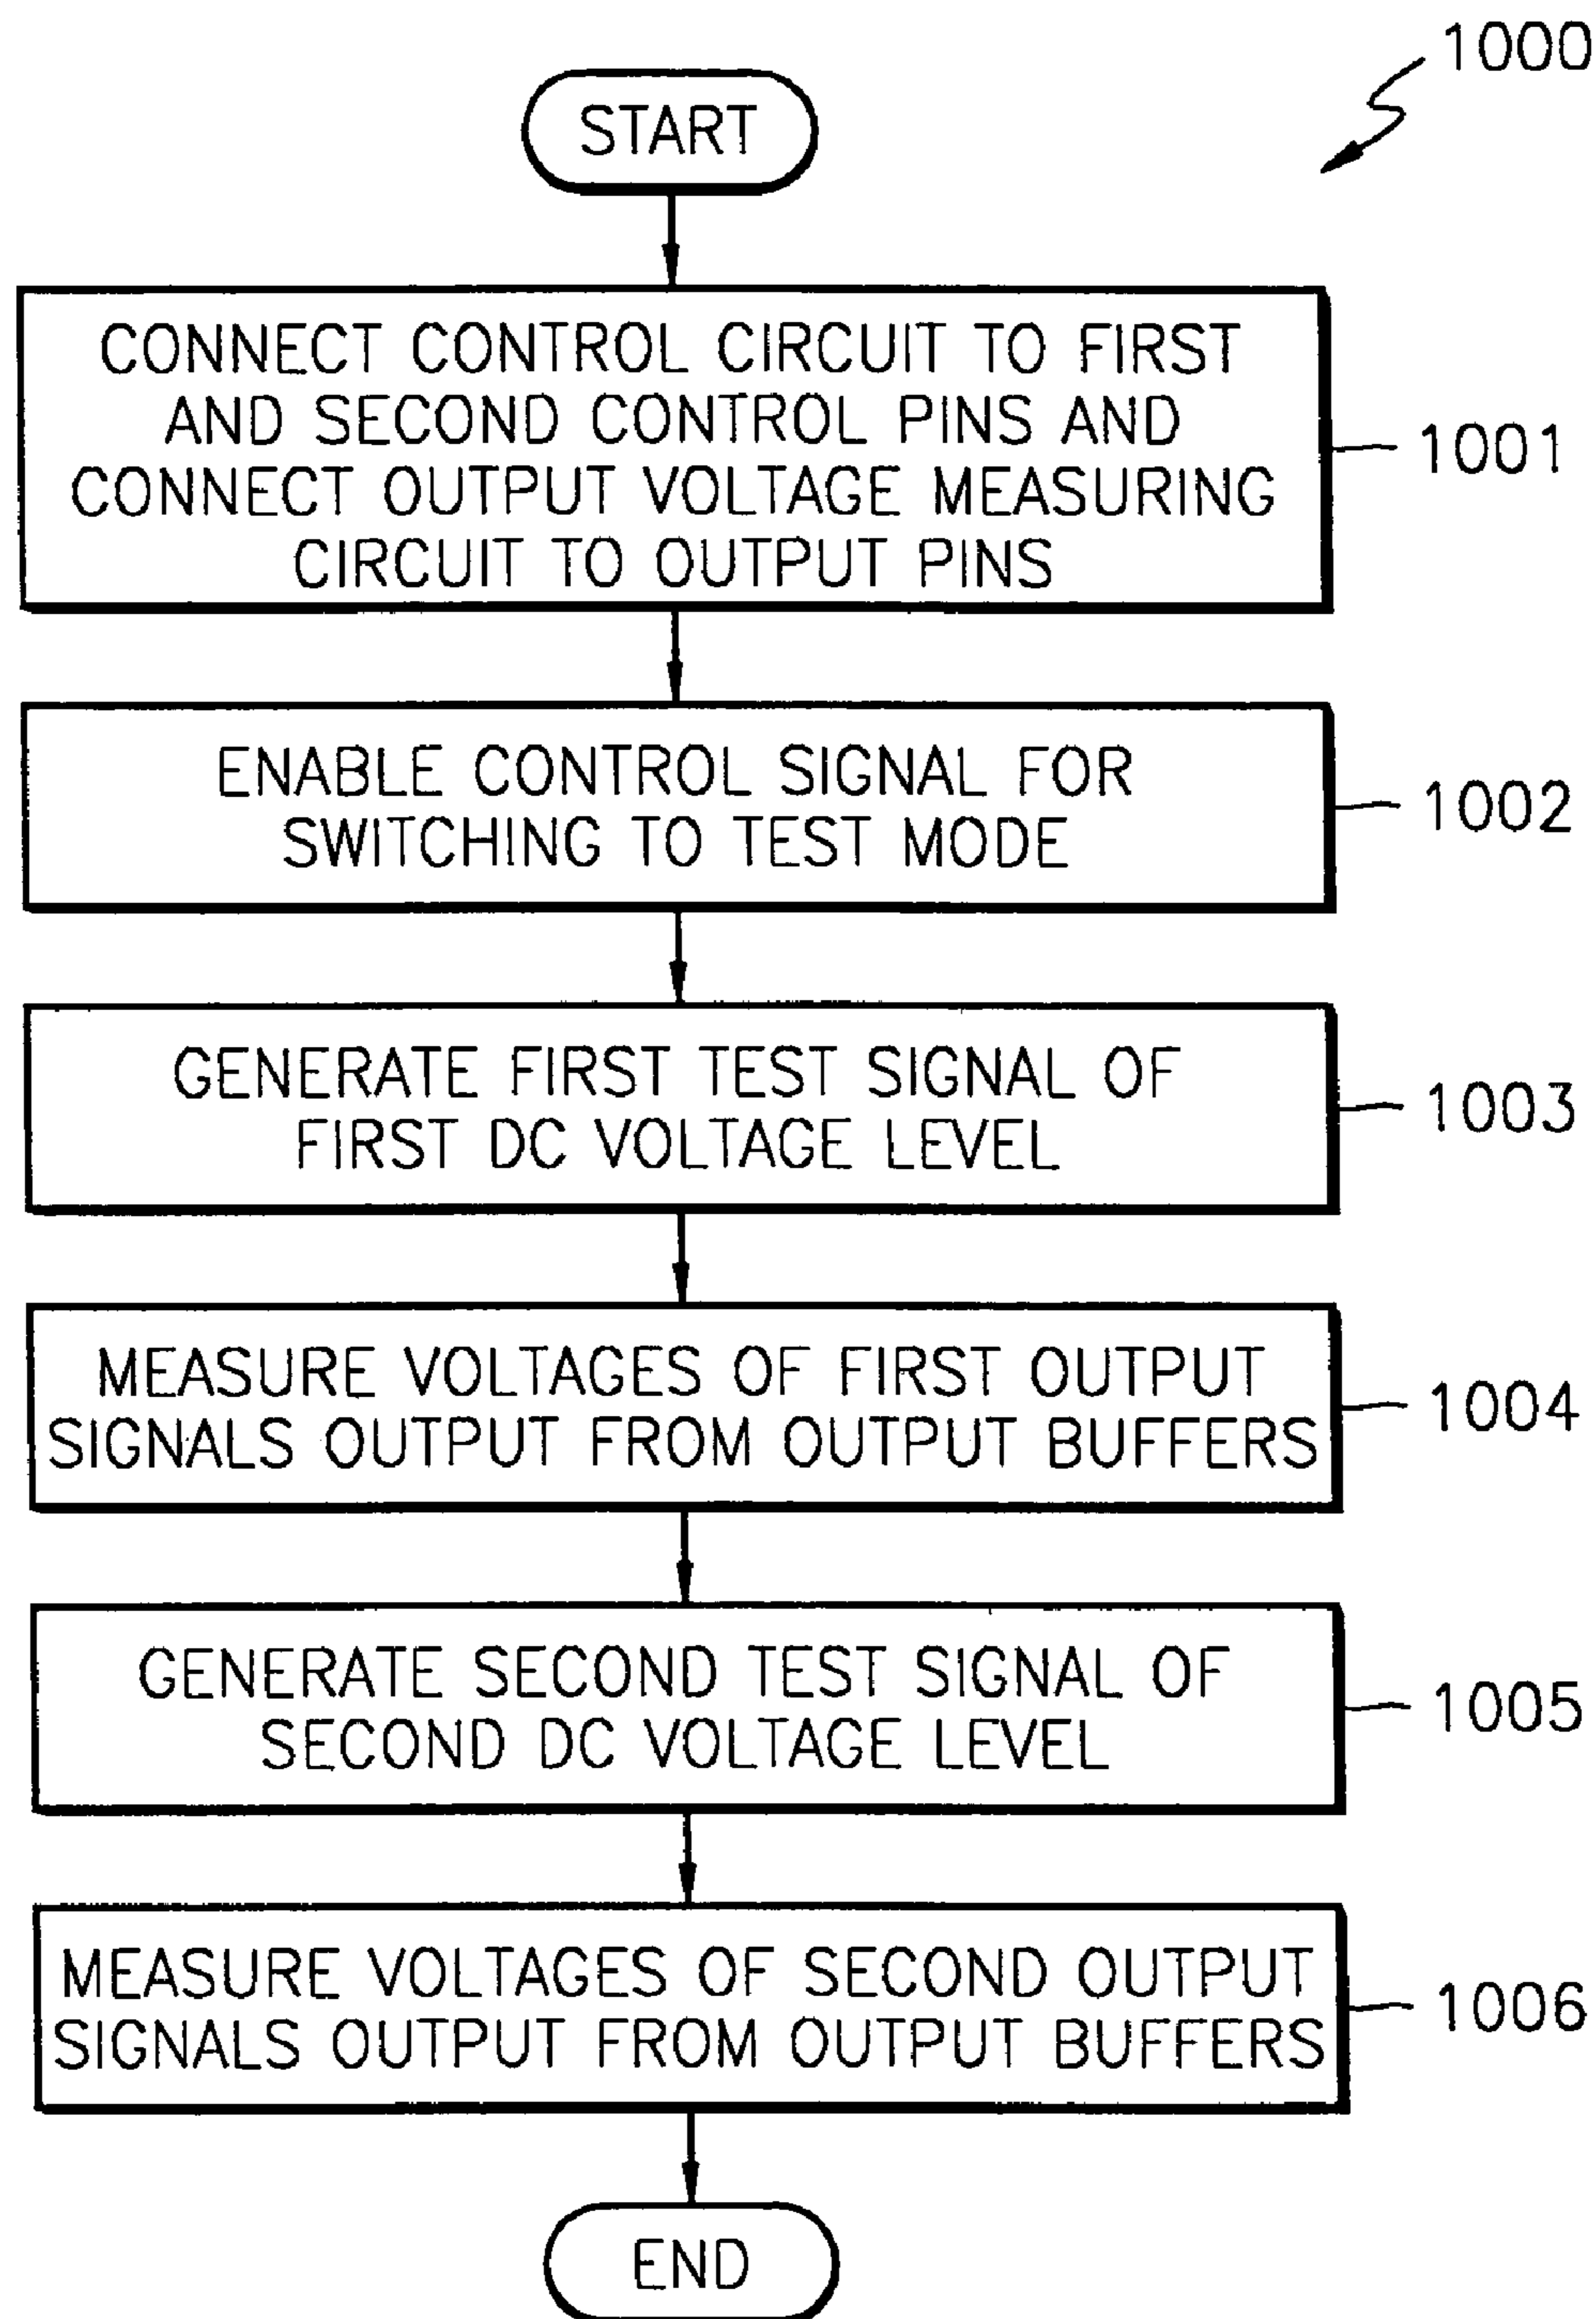 1000
START
CONNECT CONTROL CIRCUIT TO FIRST
AND SECOND CONTROL PINS AND
CONNECT OUTPUT VOLTAGE MEASURING
CIRCUIT TO OUTPUT PINS
1001
ENABLE CONTROL SIGNAL FOR
SWITCHING TO TEST MODE
1002
GENERATE FIRST TEST SIGNAL OF
FIRST DC VOLTAGE LEVEL
1003
MEASURE VOLTAGES OF FIRST OUTPUT
SIGNALS OUTPUT FROM OUTPUT BUFFERS
1004
GENERATE SECOND TEST SIGNAL OF
SECOND DC VOLTAGE LEVEL
1005
MEASURE VOLTAGES OF SECOND OUTPUT
SIGNALS OUTPUT FROM OUTPUT BUFFERS
1006
END